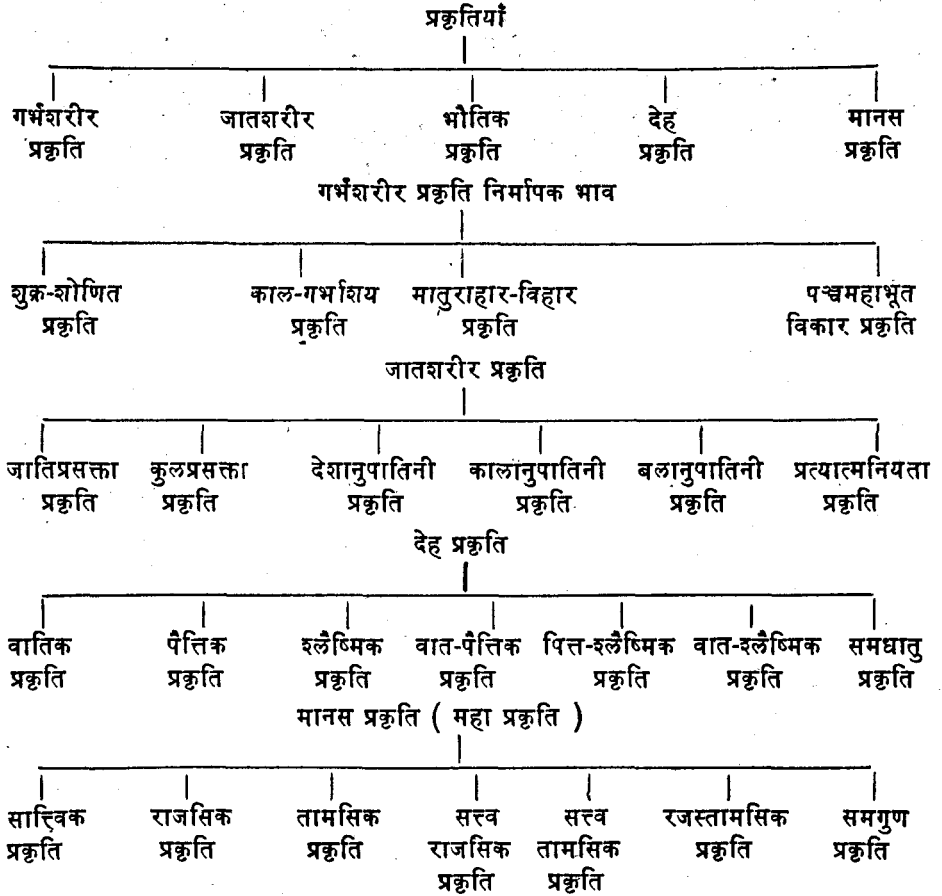 प्रकृतियाँ
गर्भशरीर जातशरीर भौतिक देह मानस
प्रकृति प्रकृति प्रकृति प्रकृति प्रकृति
गर्भशरीर प्रकृति निर्मापक भाव
शुक्र-शोणित काल-गर्भाशय मातुराहार-विहार पञ्चमहाभूत
प्रकृति प्रकृति प्रकृति विकार प्रकृति
जातशरीर प्रकृति
जातिप्रसक्ता कुलप्रसक्ता देशानुपातिनी कालानुपातिनी बलानुपातिनी प्रत्यात्मनियता
प्रकृति प्रकृति प्रकृति प्रकृति प्रकृति प्रकृति
देह प्रकृति
वातिक पैत्तिक श्लैष्मिक वात-पैत्तिक पित्त-श्लैष्मिक वात-श्लैष्मिक समधातु
प्रकृति प्रकृति प्रकृति प्रकृति प्रकृति प्रकृति प्रकृति
मानस प्रकृति ( महा प्रकृति )
सात्त्विक राजसिक तामसिक सत्त्व सत्त्व रजस्तामसिक समगुण
प्रकृति प्रकृति प्रकृति राजसिक तामसिक प्रकृति प्रकृति
प्रकृति प्रकृति